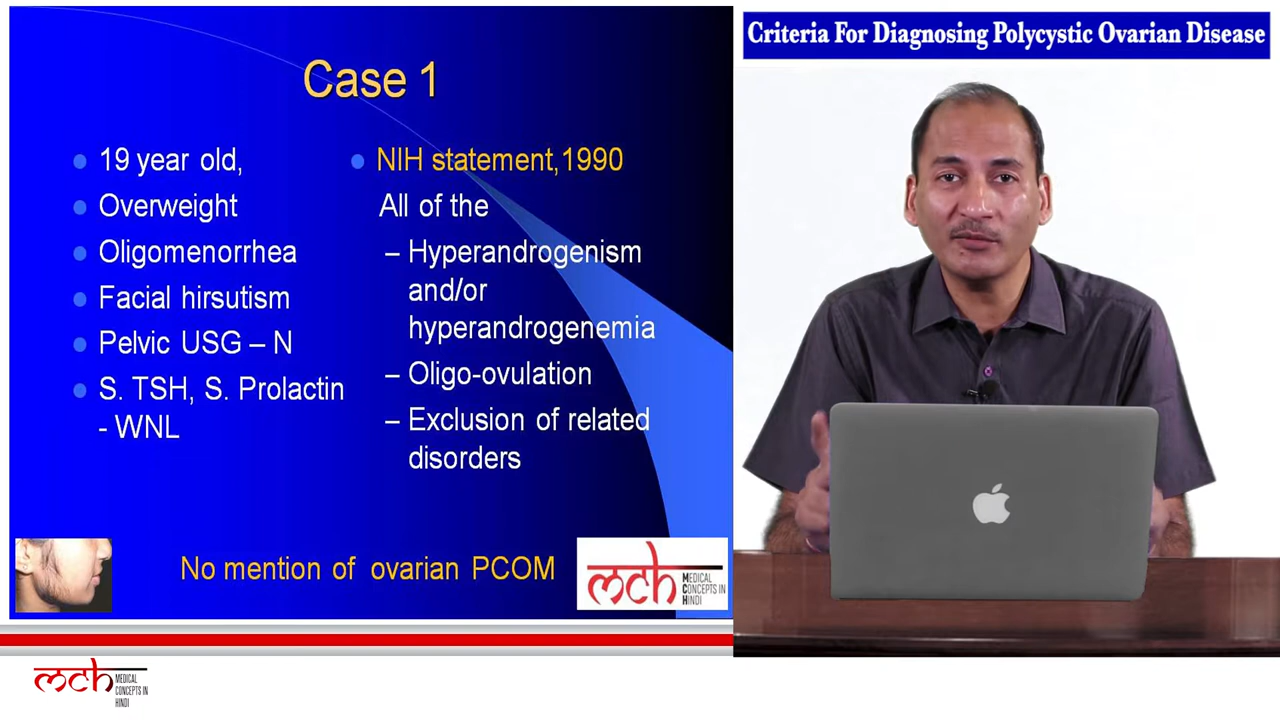 Criteria For Diagnosing Polycystic Ovarian Disease
Case 1
19 year old,
Overweight
Oligomenorrhea
Facial hirsutism
Pelvic USG – N
S. TSH, S. Prolactin
- WNL
NIH statement,1990
All of the
– Hyperandrogenism
and/or
hyperandrogenemia
– Oligo-ovulation
– Exclusion of related
disorders
No mention of ovarian PCOM
mch
MEDICAL
CONCEPTS IN
HINDI
mch
MEDICAL
CONCEPTS IN
HINDI